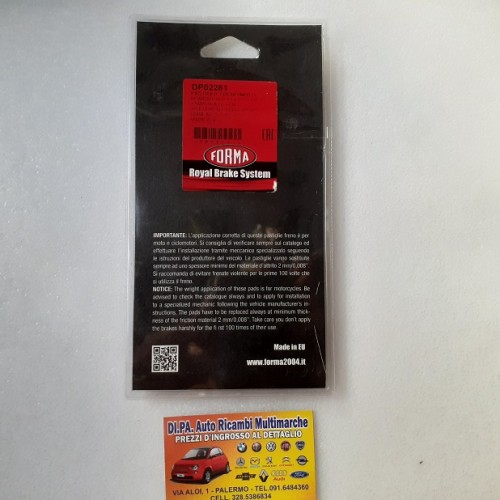 DP02281
EAC
FORMA
Royal Brake System
IMPORTANTE: L'applicazione corrotto di questa pastiglie freno è per
moto e ciclomotori. Si consiglia di verificare sempre sul catalogo ed
effettuare l'installazione tramite meccanico specializzato seguendo
le istruzioni del produttore del veicolo. Le pastiglie vanno sostituite
sempre ad uno spessore minimo del materiale d'attrito 2 mm/0,008".
Si raccomanda di evitare frenate violente per le prime 100 volte che
si utilizza il freno.
NOTICE: The weight application of these pads is for motorcycles. Be
advised to check the catalogue always and to apply for installation
to a specialized mechanic following the vehicle manufacturer's in-
structions. The pads have to be replaced always at minimum thick-
ness of the friction material 2 mm/0,008". Take care you don't apply
the brakes harshly for the fi rst 100 times of their use.
Made in EU
www.forma2004.it
DI.PA. Auto Ricambi Multimarche
PREZZI D'INGROSSO AL DETTAGLIO
VIA ALOI, 1 - PALERMO - TEL.091.6484360
CELL. 328.5386834